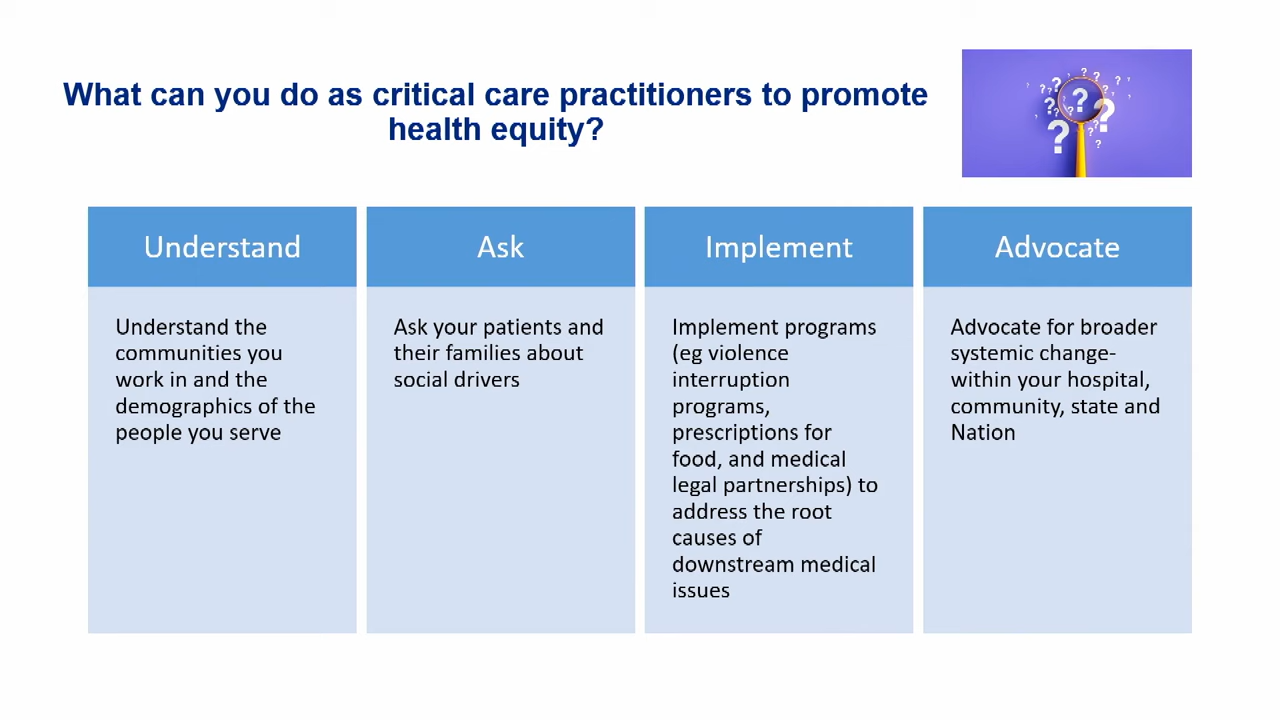 What can you do as critical care practitioners to promote
health equity?
Understand
Understand the
communities you
work in and the
demographics of the
people you serve
Ask
Ask your patients and
their families about
social drivers
Implement
Implement programs
(eg violence
interruption
programs,
prescriptions for
food, and medical
legal partnerships) to
address the root
causes of
downstream medical
issues
Advocate
Advocate for broader
systemic change-
within your hospital,
community, state and
Nation